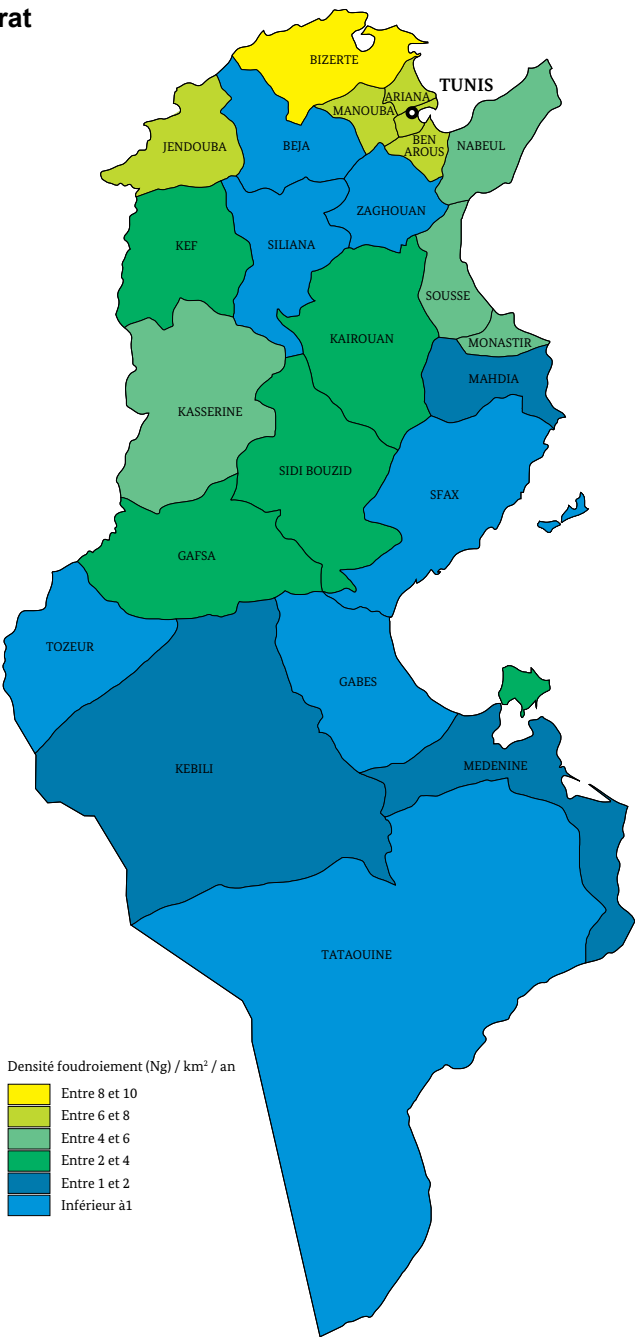 rat
BIZERTE
TUNIS
ARIANA
MANOUBA
BEN
AROUS
NABEUL
JENDOUBA
BEJA
ZAGHOUAN
KEF
SILIANA
SOUSSE
KAIROUAN
MONASTIR
MAHDIA
KASSERINE
SIDI BOUZID
SFAX
GAFSA
TOZEUR
GABES
KEBILI
MEDENINE
TATAOUINE
Densité foudroiement (Ng) / km² / an
Entre 8 et 10
Entre 6 et 8
Entre 4 et 6
Entre 2 et 4
Entre 1 et 2
Inférieur à1